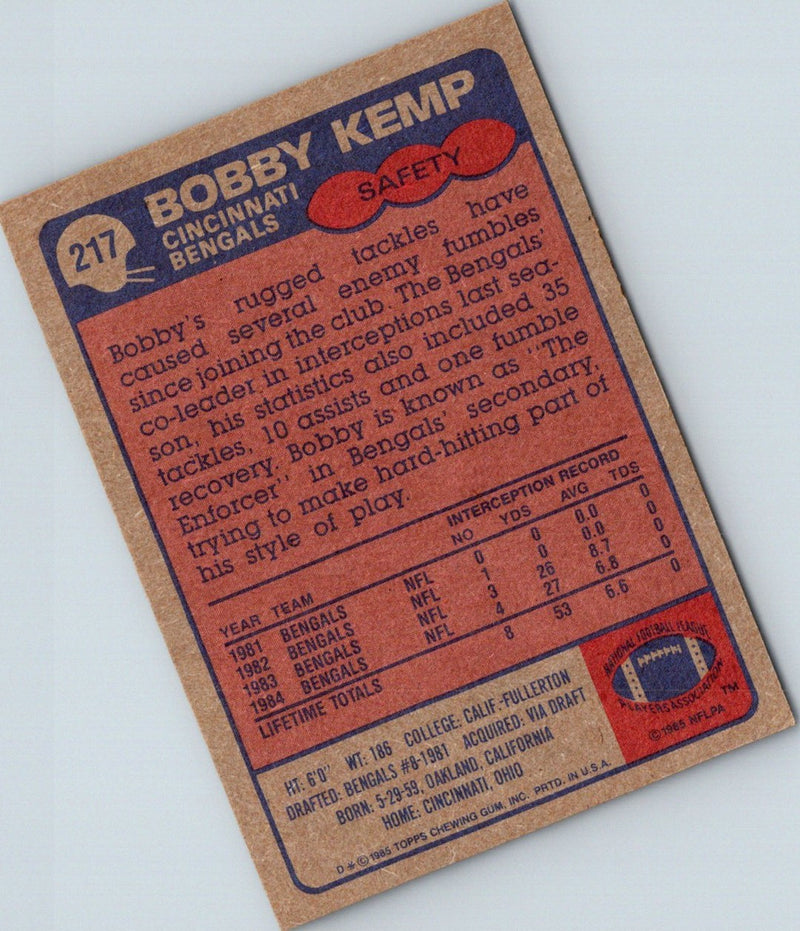 217
BOBBY KEMP
CINCINNATI
BENGALS
SAFETY
Bobby's rugged tackles have
caused several enemy fumbles
since joining the club. The Bengals'
co-leader in interceptions last sea-
son, his statistics also included 35
tackles, 10 assists and one fumble
recovery. Bobby is known as "The
Enforcer" in Bengals' secondary,
trying to make hard-hitting part of
his style of play.
INTERCEPTION RECORD
YEAR TEAM NO YDS AVG TDS
1981 BENGALS NFL 0 0 0.0 0
1982 BENGALS NFL 1 0 0.0 0
1983 BENGALS NFL 3 26 8.7 0
1984 BENGALS NFL 4 27 6.8 0
LIFETIME TOTALS 8 53 6.6 0
HT: 6'0" WT: 186 COLLEGE: CALIF.-FULLERTON
DRAFTED: BENGALS #8-1981 ACQUIRED: VIA DRAFT
BORN: 5-29-59, OAKLAND, CALIFORNIA
HOME: CINCINNATI, OHIO
D * © 1985 TOPPS CHEWING GUM, INC. PRTD. IN U.S.A.
NATIONAL FOOTBALL LEAGUE
PLAYERS ASSOCIATION
TM
© 1985 NFLPA